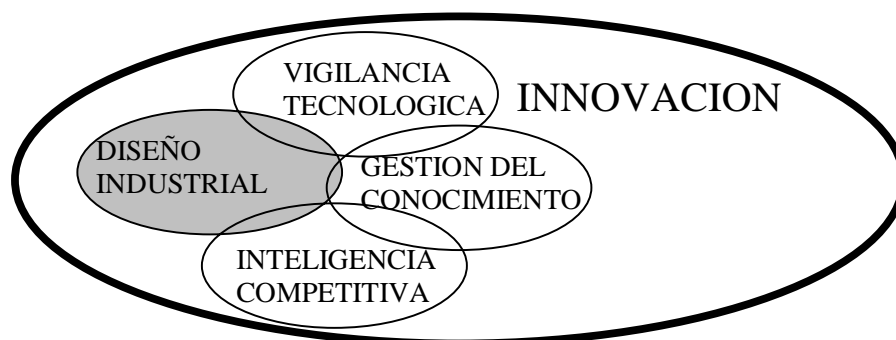 VIGILANCIA
TECNOLOGICA
INNOVACION
DISEÑO
INDUSTRIAL
GESTION DEL
CONOCIMIENTO
INTELIGENCIA
COMPETITIVA